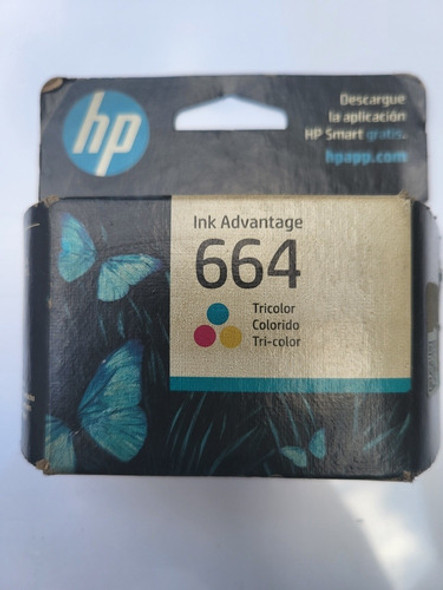 hp
Descargue
la aplicación
HP Smart gratis.
hpapp.com
Ink Advantage
664
Tricolor
Colorido
Tri-color